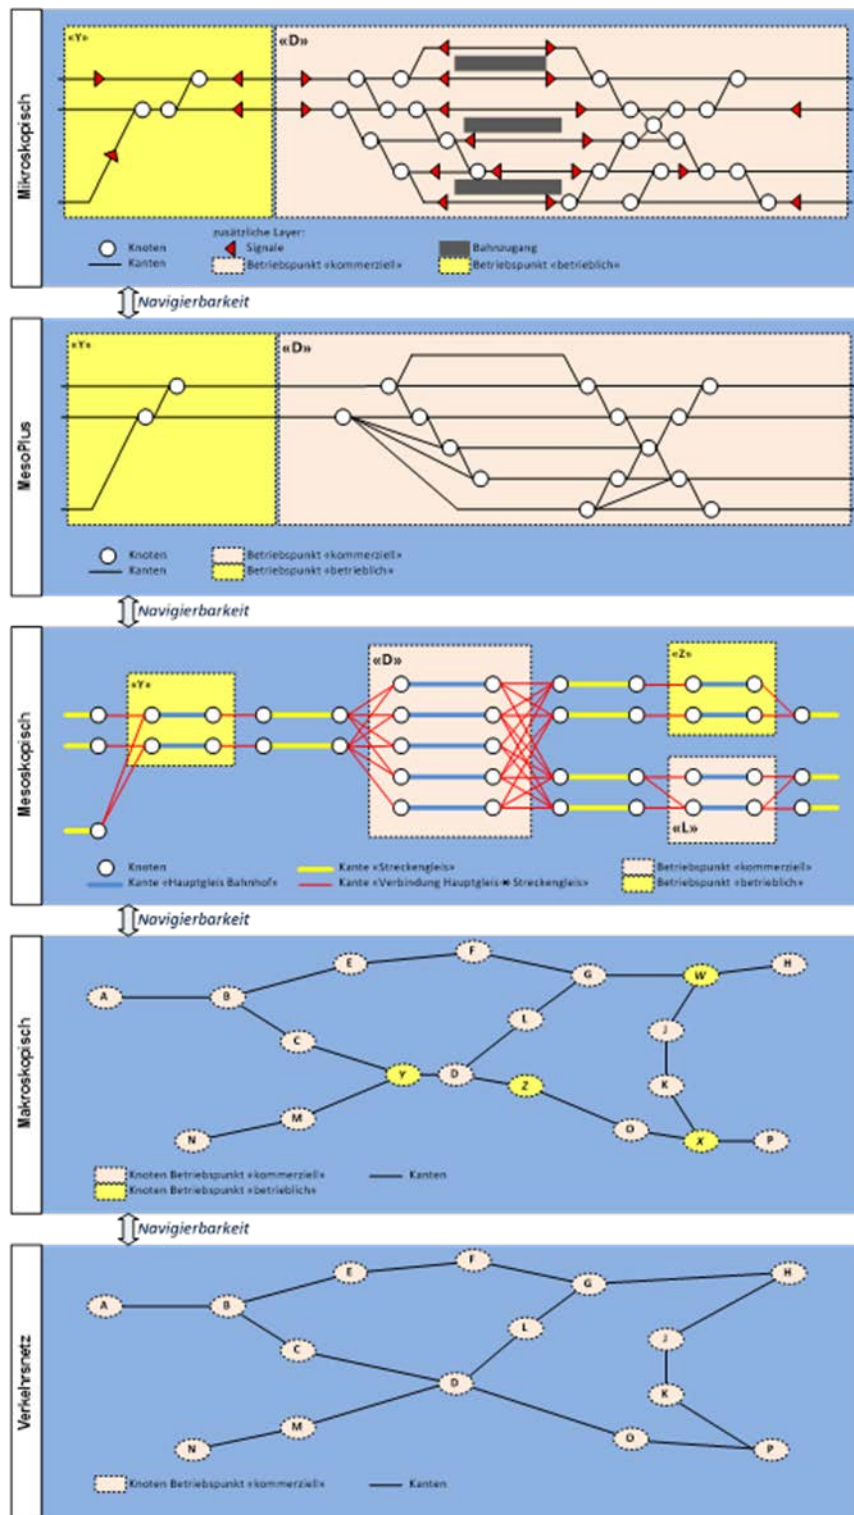 Mikroskopisch
«Y»
«D»
zusätzliche Layer:
Knoten
Signale
Bahnzugang
Kanten
Betriebspunkt «kommerziell»
Betriebspunkt «betrieblich»
Navigierbarkeit
MesoPlus
«Y»
«D»
Knoten
Betriebspunkt «kommerziell»
Kanten
Betriebspunkt «betrieblich»
Navigierbarkeit
Mesoskopisch
«Y»
«D»
«Z»
«L»
Knoten
Kante «Streckengleis»
Betriebspunkt «kommerziell»
Kante «Hauptgleis Bahnhof»
Kante «Verbindung Hauptgleis Streckengleis»
Betriebspunkt «betrieblich»
Navigierbarkeit
Makroskopisch
F
E
H
G
W
A
B
L
J
C
Y
D
Z
K
M
O
N
X
P
Knoten Betriebspunkt «kommerziell»
Kanten
Knoten Betriebspunkt «betrieblich»
Navigierbarkeit
Verkehrsnetz
F
E
H
G
A
B
L
J
C
D
K
M
O
N
P
Knoten Betriebspunkt «kommerziell»
Kanten